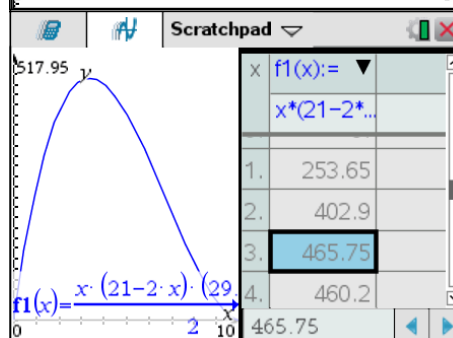 Scratchpad
517.95
y
f1(x)=x·(21-2·x)·(29.
2
x
0
10
x f1(x):= ▼
x*(21-2*...
1. 253.65
2. 402.9
3. 465.75
4. 460.2
465.75